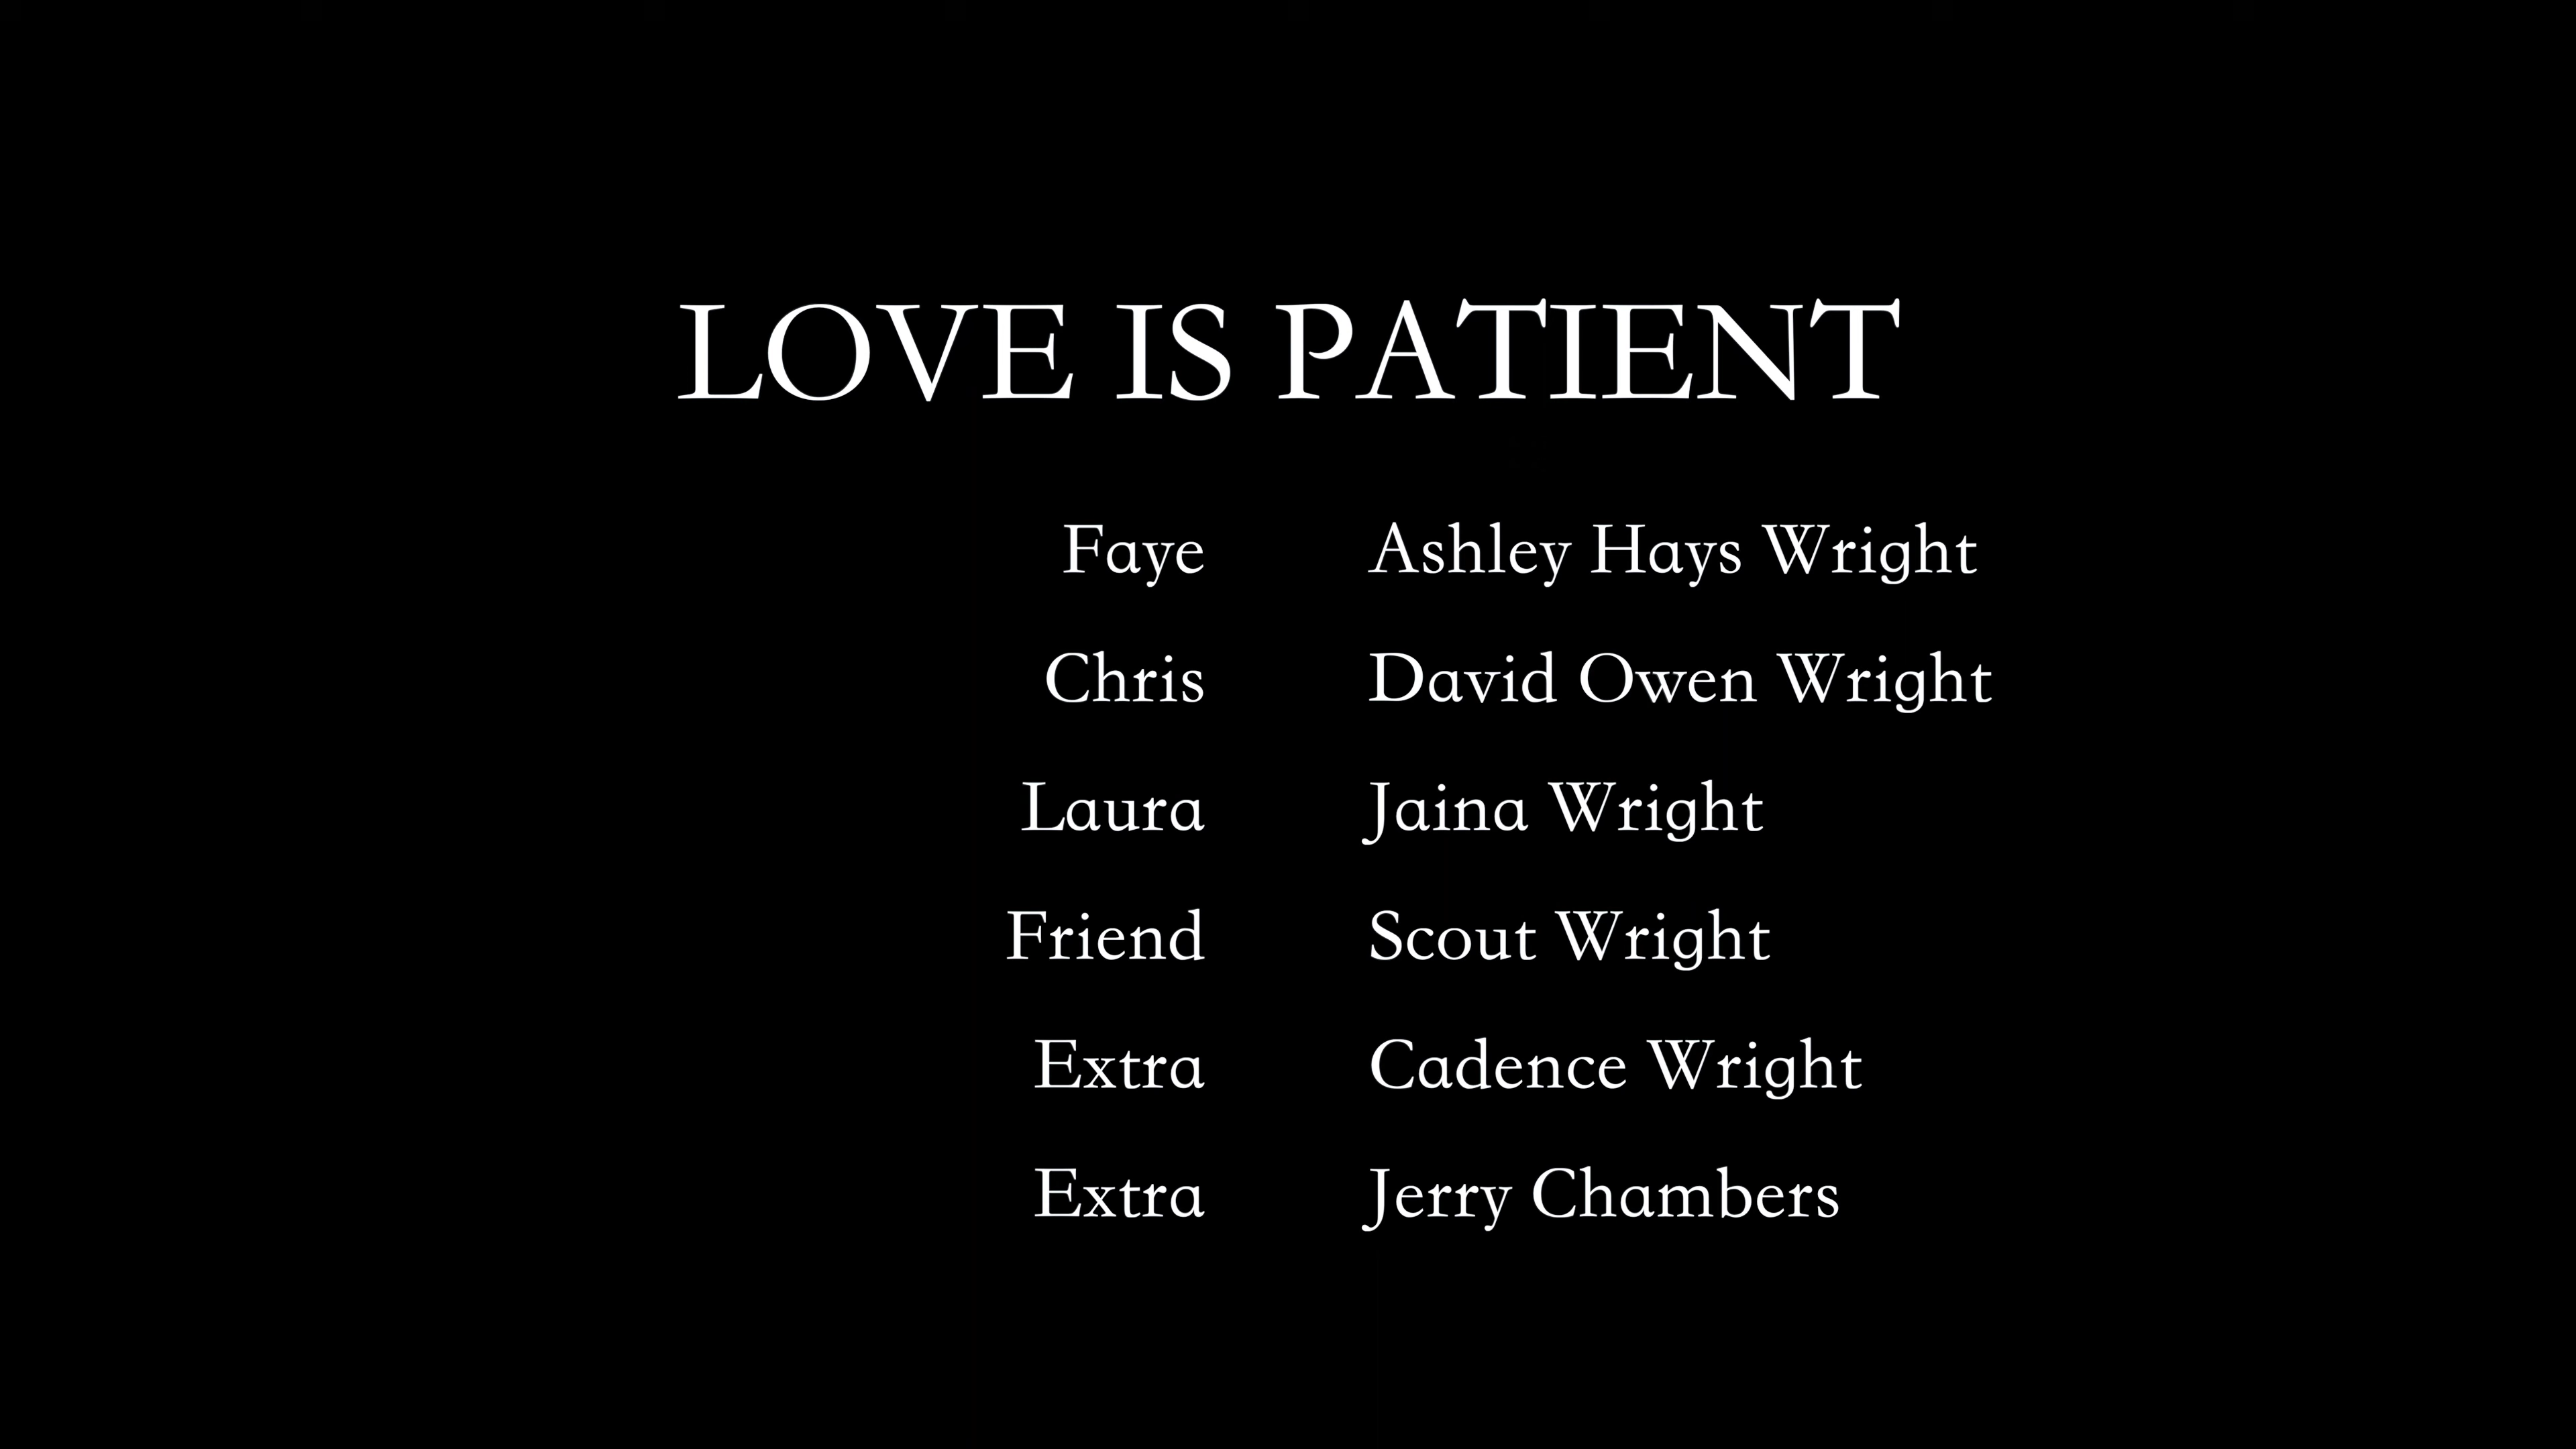 LOVE IS PATIENT
Faye Ashley Hays Wright
Chris David Owen Wright
Laura Jaina Wright
Friend Scout Wright
Extra Cadence Wright
Extra Jerry Chambers